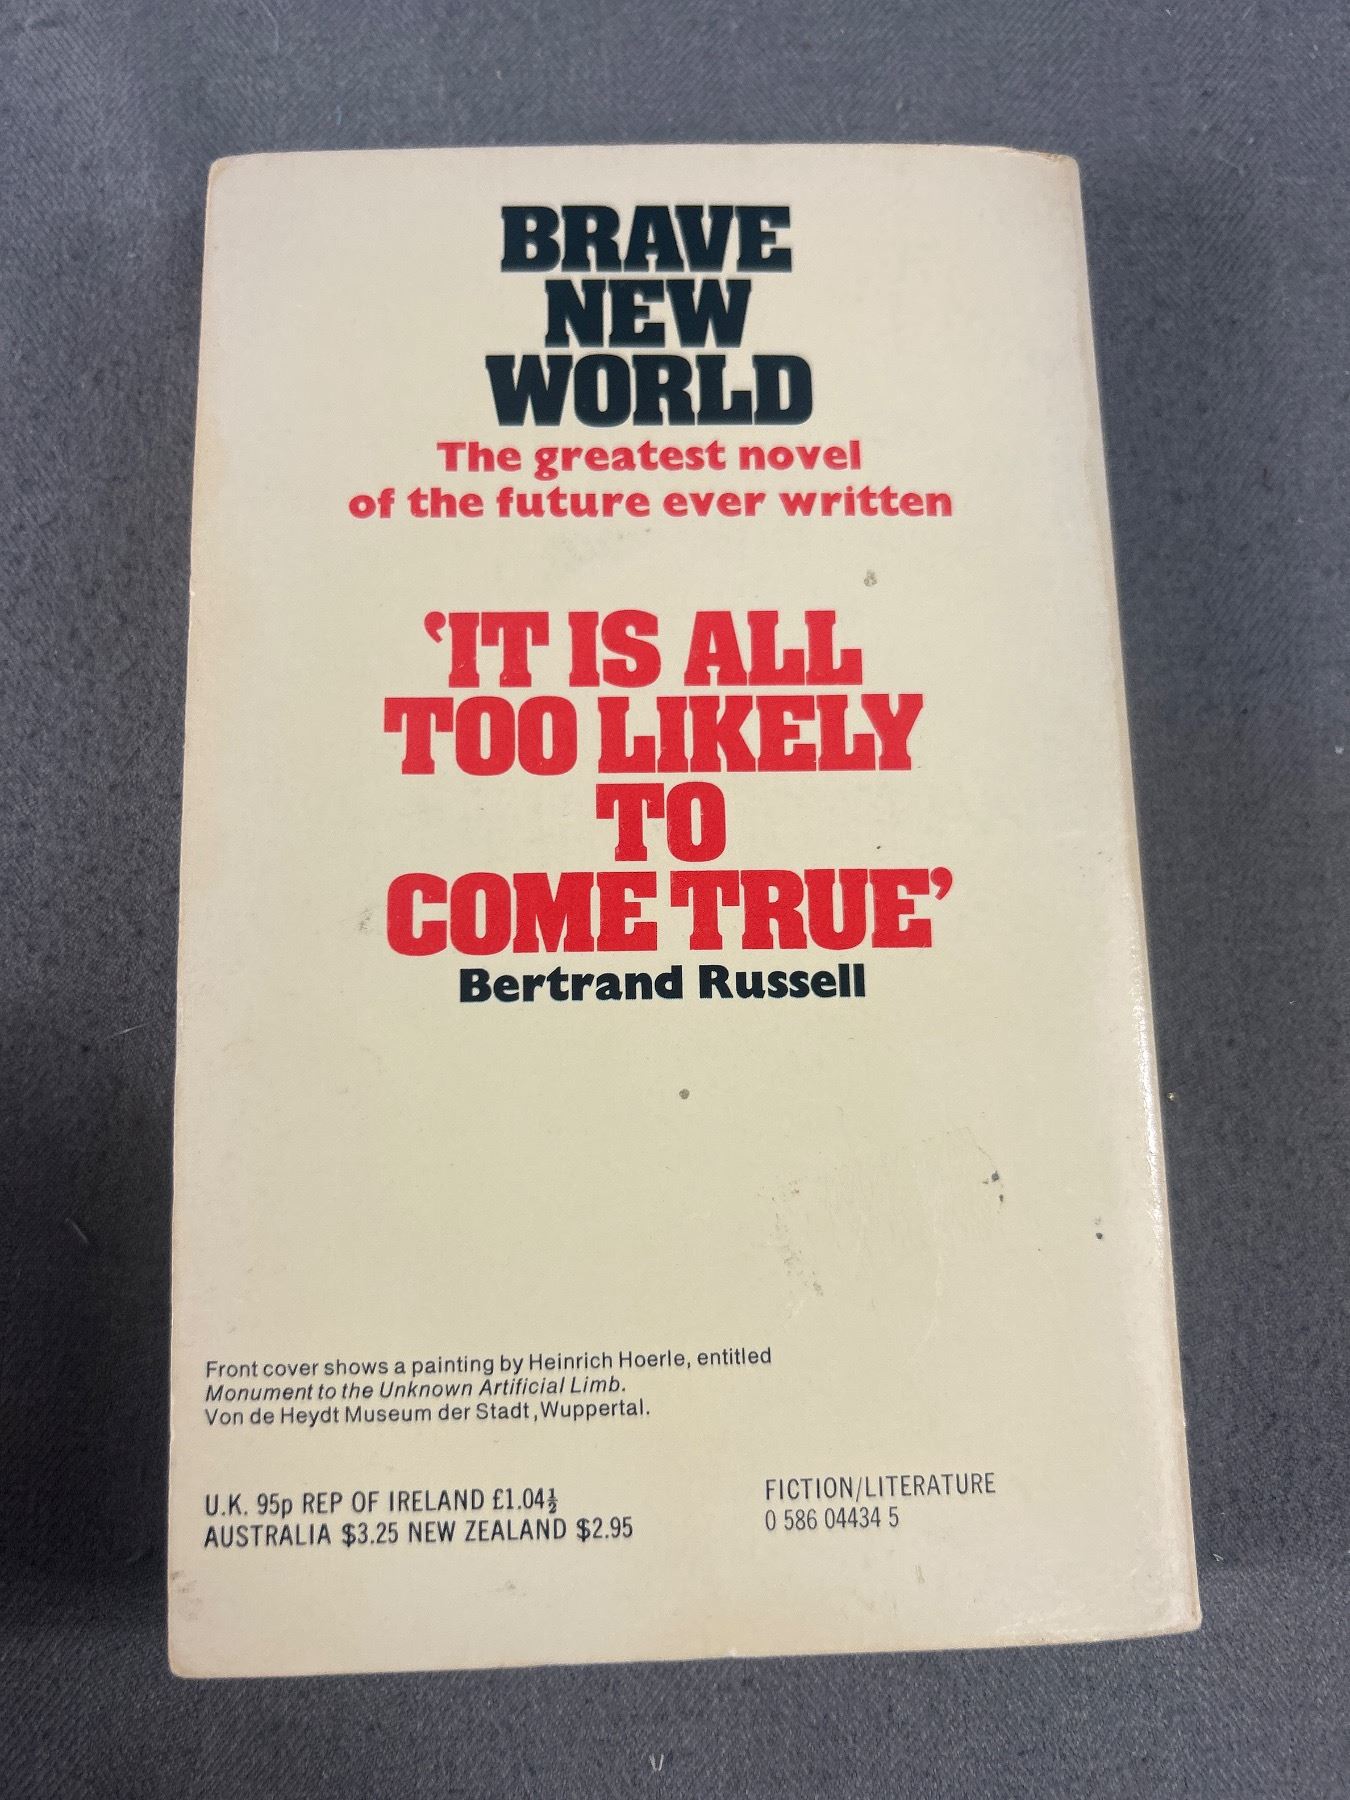 BRAVE
NEW
WORLD
The greatest novel
of the future ever written
‘IT IS ALL
TOO LIKELY
TO
COME TRUE’
Bertrand Russell
Front cover shows a painting by Heinrich Hoerle, entitled
Monument to the Unknown Artificial Limb.
Von de Heydt Museum der Stadt, Wuppertal.
U.K. 95p REP OF IRELAND £1.04½
AUSTRALIA $3.25 NEW ZEALAND $2.95
FICTION/LITERATURE
0 586 04434 5